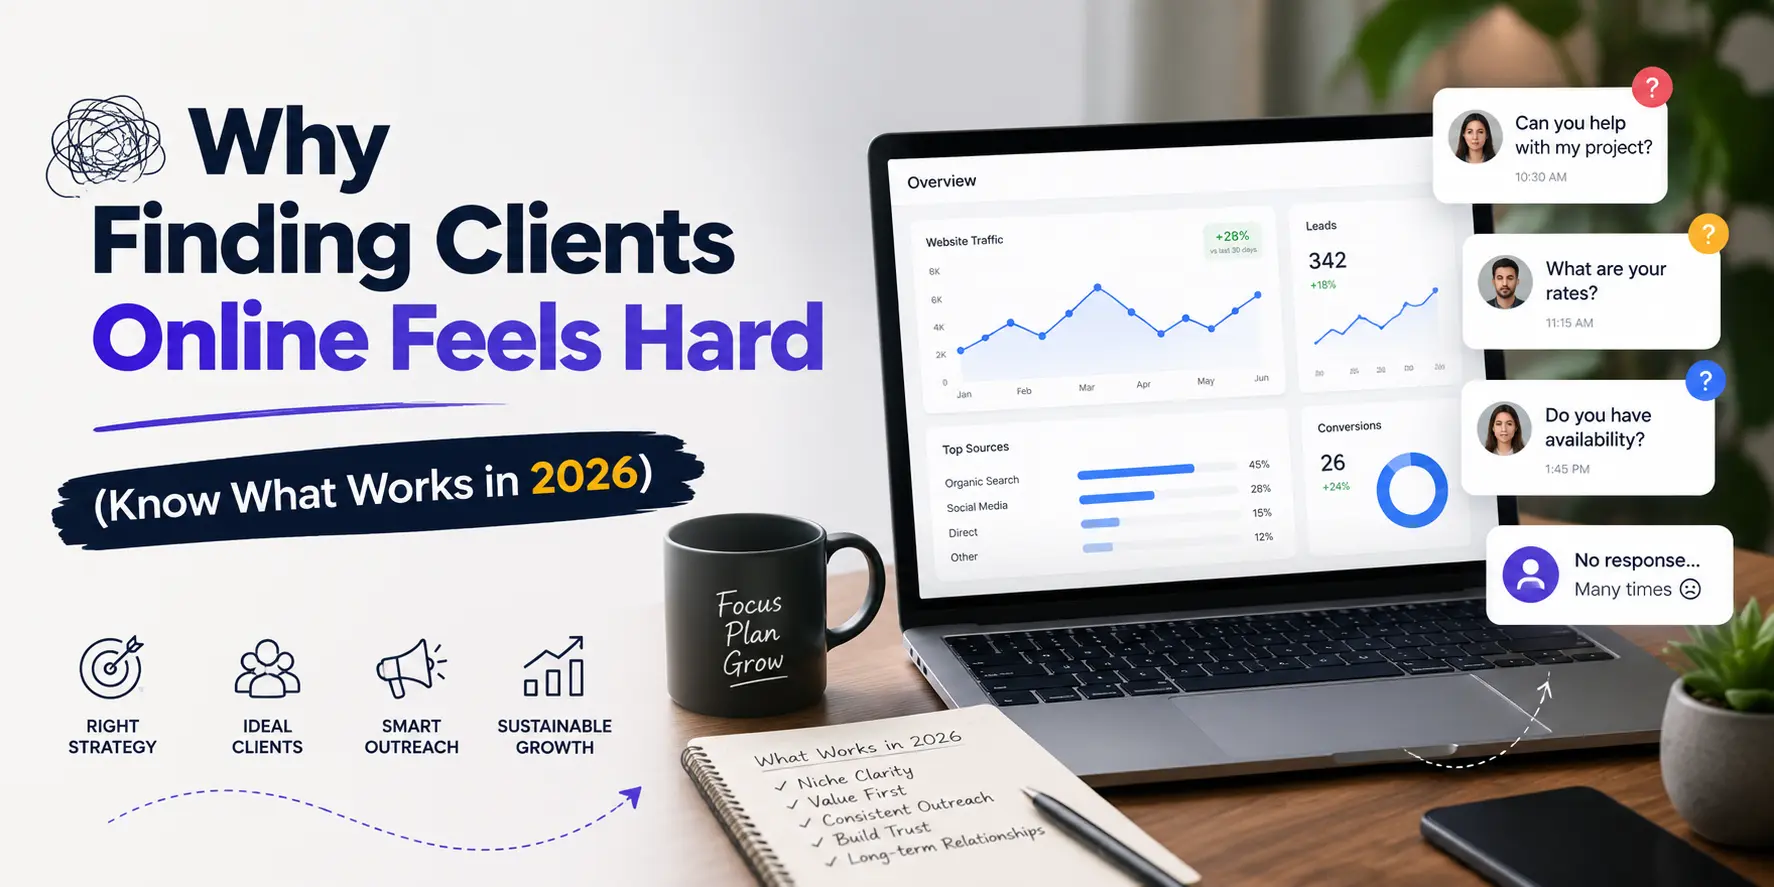 Why
Finding Clients
Online Feels Hard
(Know What Works in 2026)
RIGHT
STRATEGY
IDEAL
CLIENTS
SMART
OUTREACH
SUSTAINABLE
GROWTH
Focus
Plan
Grow
What Works in 2026
✓ Niche Clarity
✓ Value First
✓ Consistent Outreach
✓ Build Trust
✓ Long-term Relationships
Overview
Website Traffic
+28%
vs last 30 days
8K
6K
4K
2K
0
Jan
Feb
Mar
Apr
May
Jun
Leads
342
+18%
Top Sources
Organic Search
45%
Social Media
28%
Direct
15%
Other
12%
Conversions
26
+24%
?
Can you help
with my project?
10:30 AM
?
What are your
rates?
11:15 AM
?
Do you have
availability?
1:45 PM
No response...
Many times